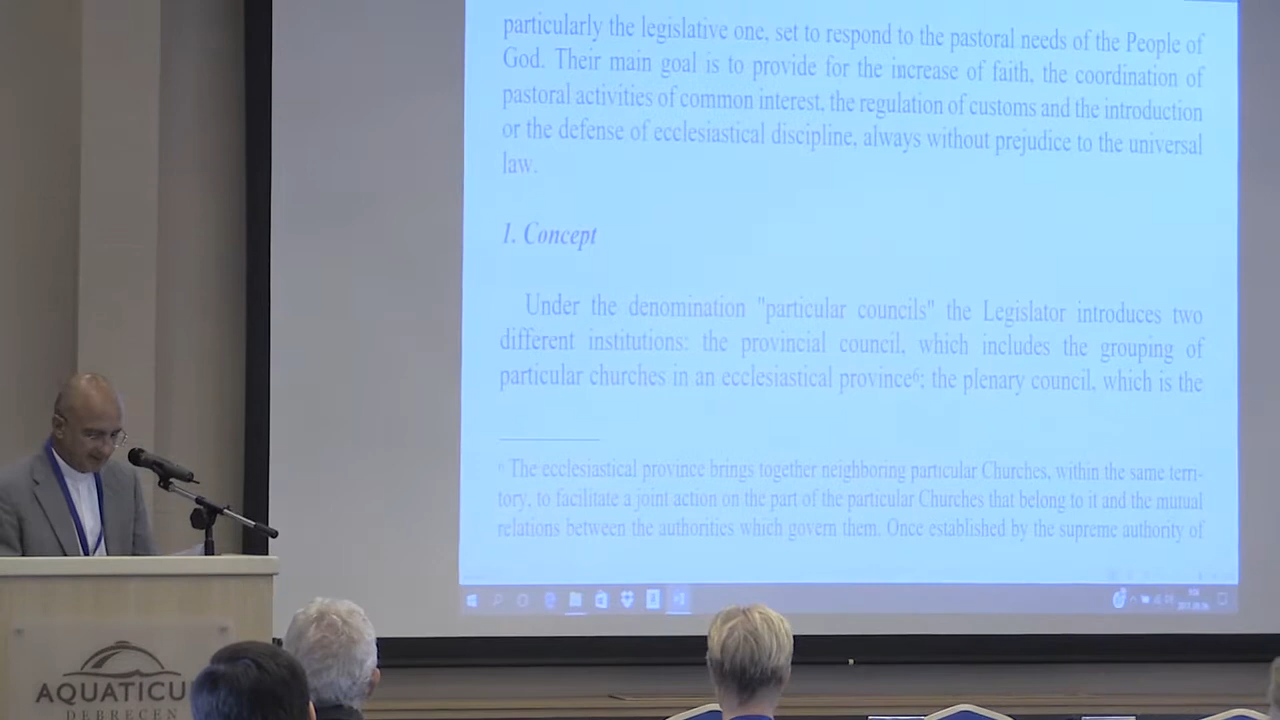 particularly the legislative one, set to respond to the pastoral needs of the People of
God. Their main goal is to provide for the increase of faith, the coordination of
pastoral activities of common interest, the regulation of customs and the introduction
or the defense of ecclesiastical discipline, always without prejudice to the universal
law.
1. Concept
Under the denomination "particular councils" the Legislator introduces two
different institutions: the provincial council, which includes the grouping of
particular churches in an ecclesiastical province⁶; the plenary council, which is the
The ecclesiastical province brings together neighboring particular Churches, within the same terri-
tory, to facilitate a joint action on the part of the particular Churches that belong to it and the mutual
relations between the authorities which govern them. Once established by the supreme authority of
AQUATICU
DEBRECEN